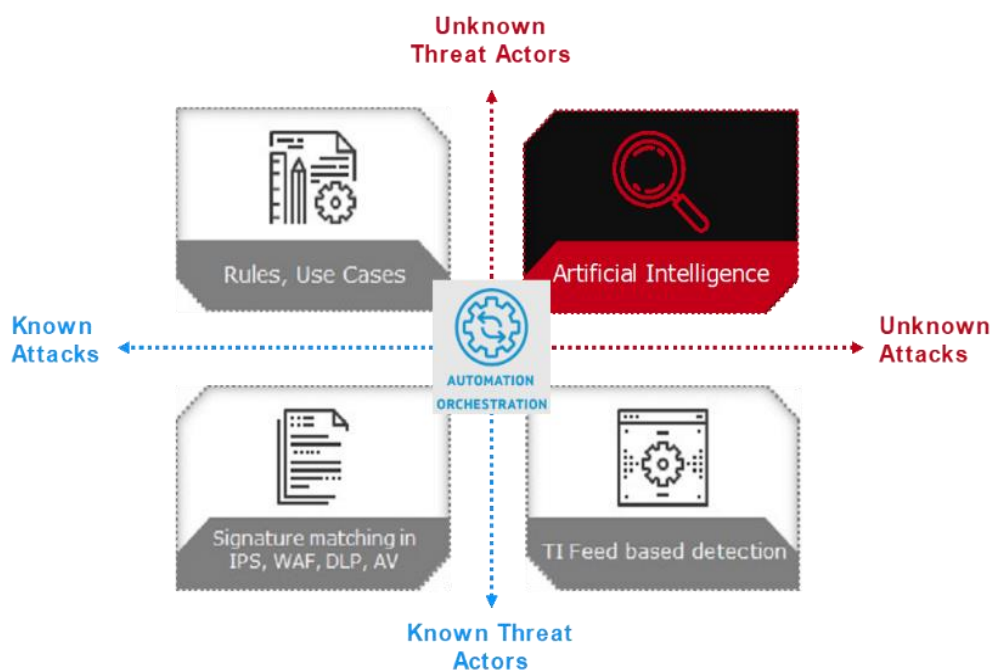 Unknown
Threat Actors
Rules, Use Cases
Artificial Intelligence
Known
Attacks
AUTOMATION
ORCHESTRATION
Unknown
Attacks
Signature matching in
IPS, WAF, DLP, AV
TI Feed based detection
Known Threat
Actors